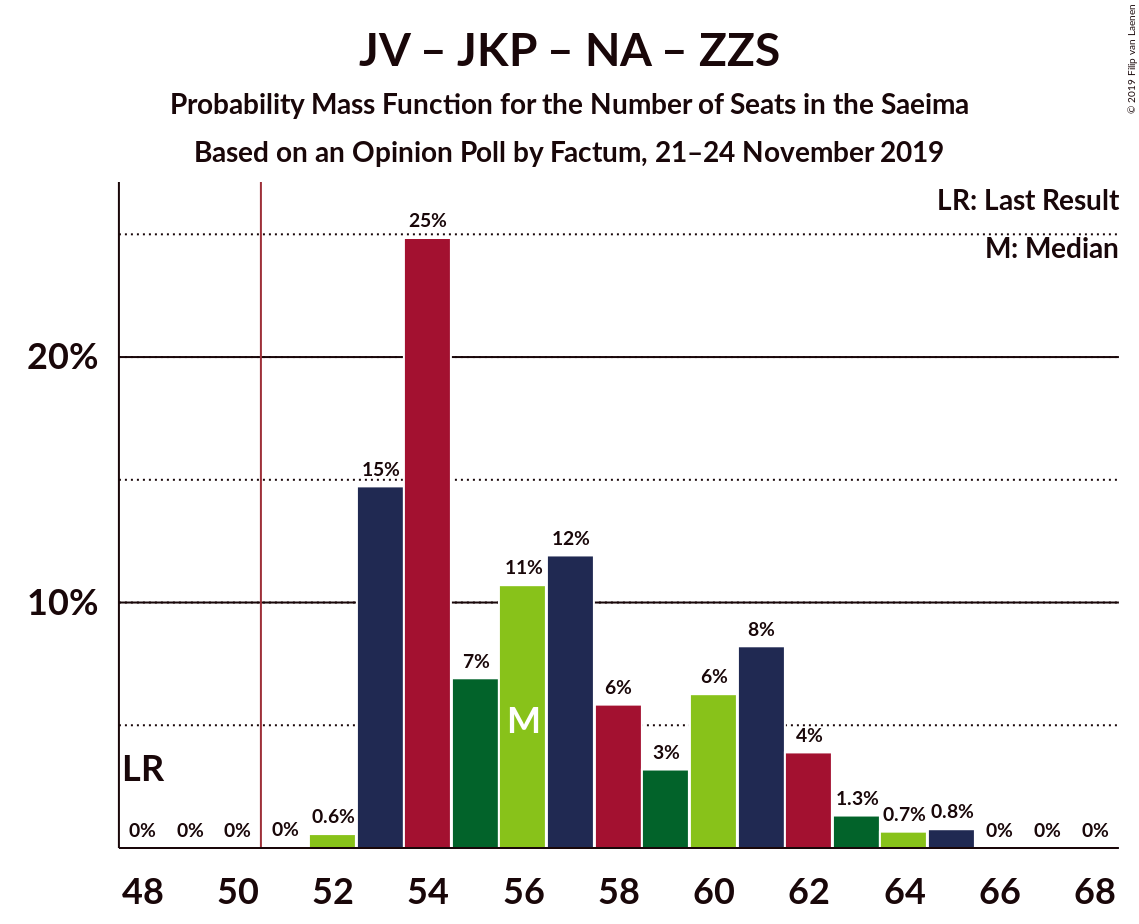 JV – JKP – NA – ZZS
Probability Mass Function for the Number of Seats in the Saeima
Based on an Opinion Poll by Factum, 21–24 November 2019
© 2019 Filip van Laenen
LR: Last Result
M: Median
20%
10%
LR
0% 0% 0% 0% 0.6% 15% 25% 7% 11% 12% 6% 3% 6% 8% 4% 1.3% 0.7% 0.8% 0% 0% 0%
M
48 50 52 54 56 58 60 62 64 66 68